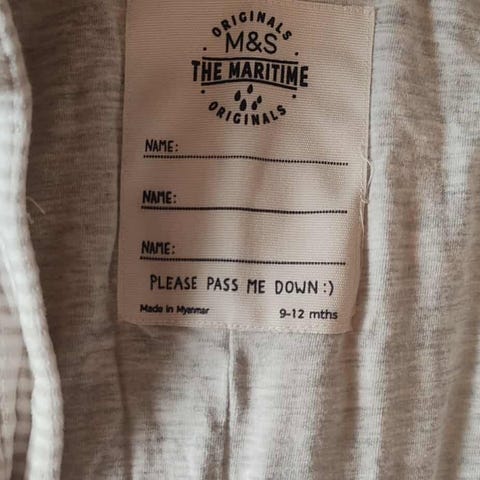 ORIGINALS
M&S
THE MARITIME
ORIGINALS
NAME:
NAME:
NAME:
PLEASE PASS ME DOWN :)
Made in Myanmar 9-12 mths